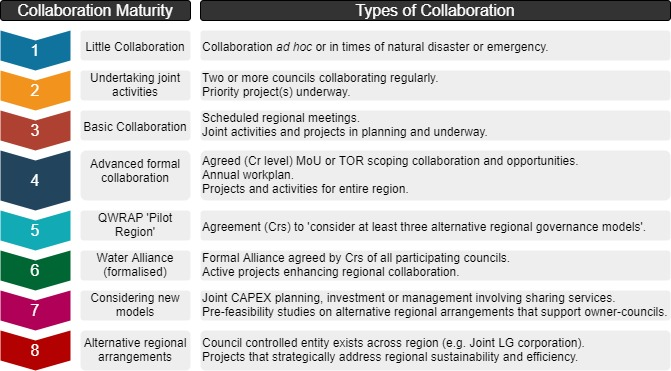 Collaboration Maturity
Types of Collaboration
1
Little Collaboration
Collaboration ad hoc or in times of natural disaster or emergency.
2
Undertaking joint
activities
Two or more councils collaborating regularly.
Priority project(s) underway.
3
Basic Collaboration
Scheduled regional meetings.
Joint activities and projects in planning and underway.
4
Advanced formal
collaboration
Agreed (Cr level) MoU or TOR scoping collaboration and opportunities.
Annual workplan.
Projects and activities for entire region.
5
QWRAP 'Pilot
Region'
Agreement (Crs) to 'consider at least three alternative regional governance models'.
6
Water Alliance
(formalised)
Formal Alliance agreed by Crs of all participating councils.
Active projects enhancing regional collaboration.
7
Considering new
models
Joint CAPEX planning, investment or management involving sharing services.
Pre-feasibility studies on alternative regional arrangements that support owner-councils.
8
Alternative regional
arrangements
Council controlled entity exists across region (e.g. Joint LG corporation).
Projects that strategically address regional sustainability and efficiency.